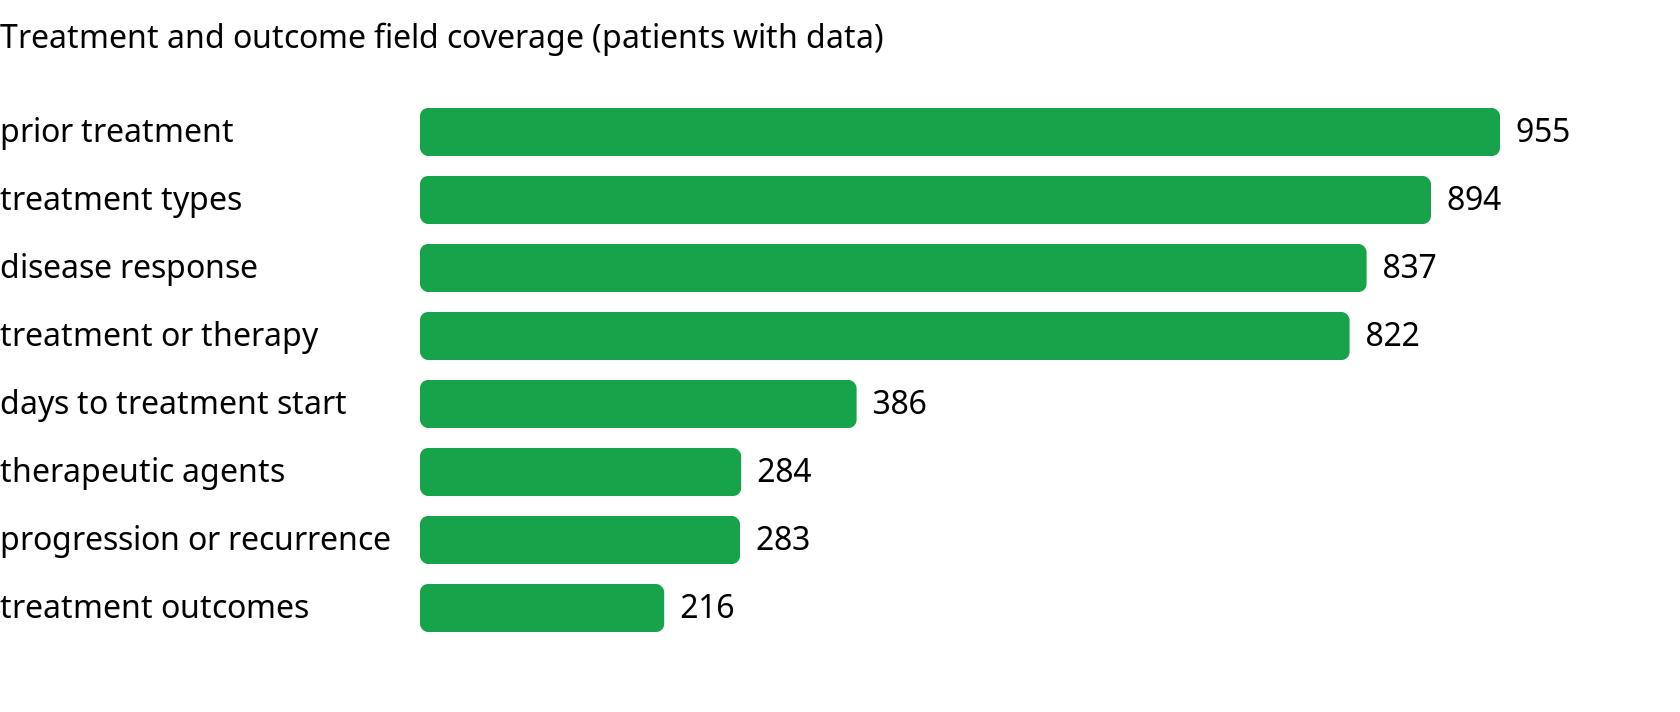 Treatment and outcome field coverage (patients with data)
prior treatment 955
treatment types 894
disease response 837
treatment or therapy 822
days to treatment start 386
therapeutic agents 284
progression or recurrence 283
treatment outcomes 216